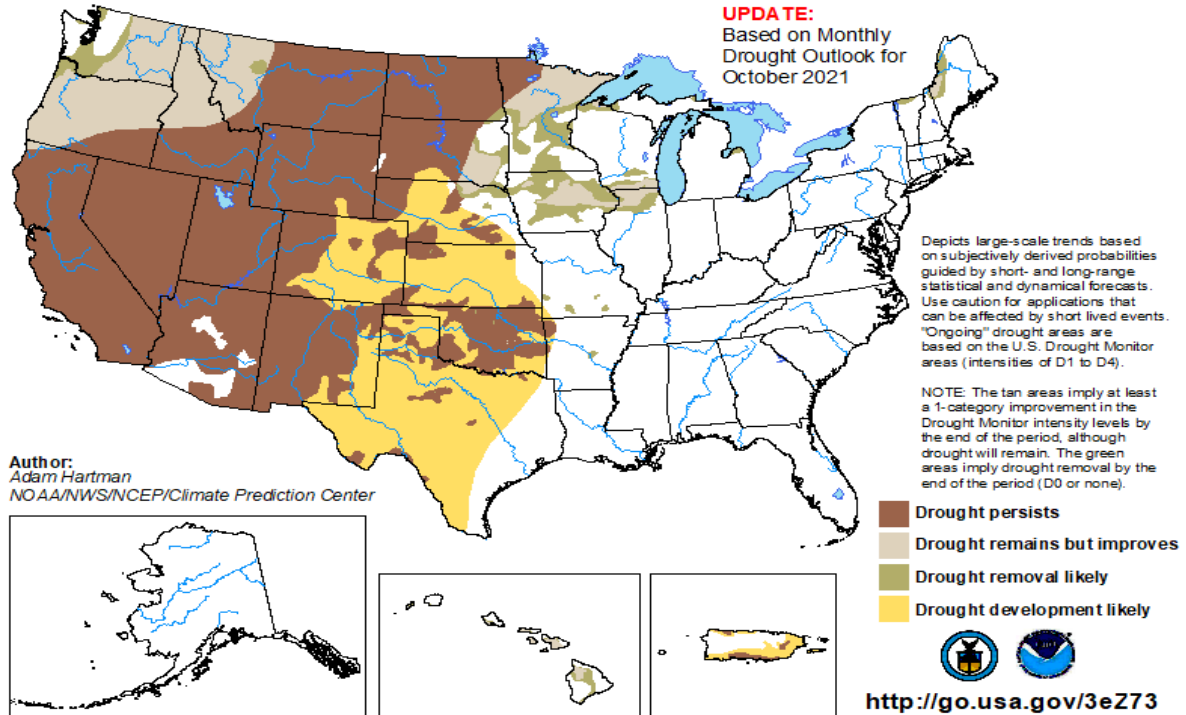 UPDATE:
Based on Monthly
Drought Outlook for
October 2021
Depicts large-scale trends based
on subjectively derived probabilities
guided by short- and long-range
statistical and dynamical forecasts.
Use caution for applications that
can be affected by short lived events.
"Ongoing" drought areas are
based on the U.S. Drought Monitor
areas (intensities of D1 to D4).
NOTE: The tan areas imply at least
a 1-category improvement in the
Drought Monitor intensity levels by
the end of the period, although
drought will remain. The green
areas imply drought removal by the
end of the period (D0 or none).
Author:
Adam Hartman
NOAA/NWS/NCEP/Climate Prediction Center
Drought persists
Drought remains but improves
Drought removal likely
Drought development likely
http://go.usa.gov/3eZ73